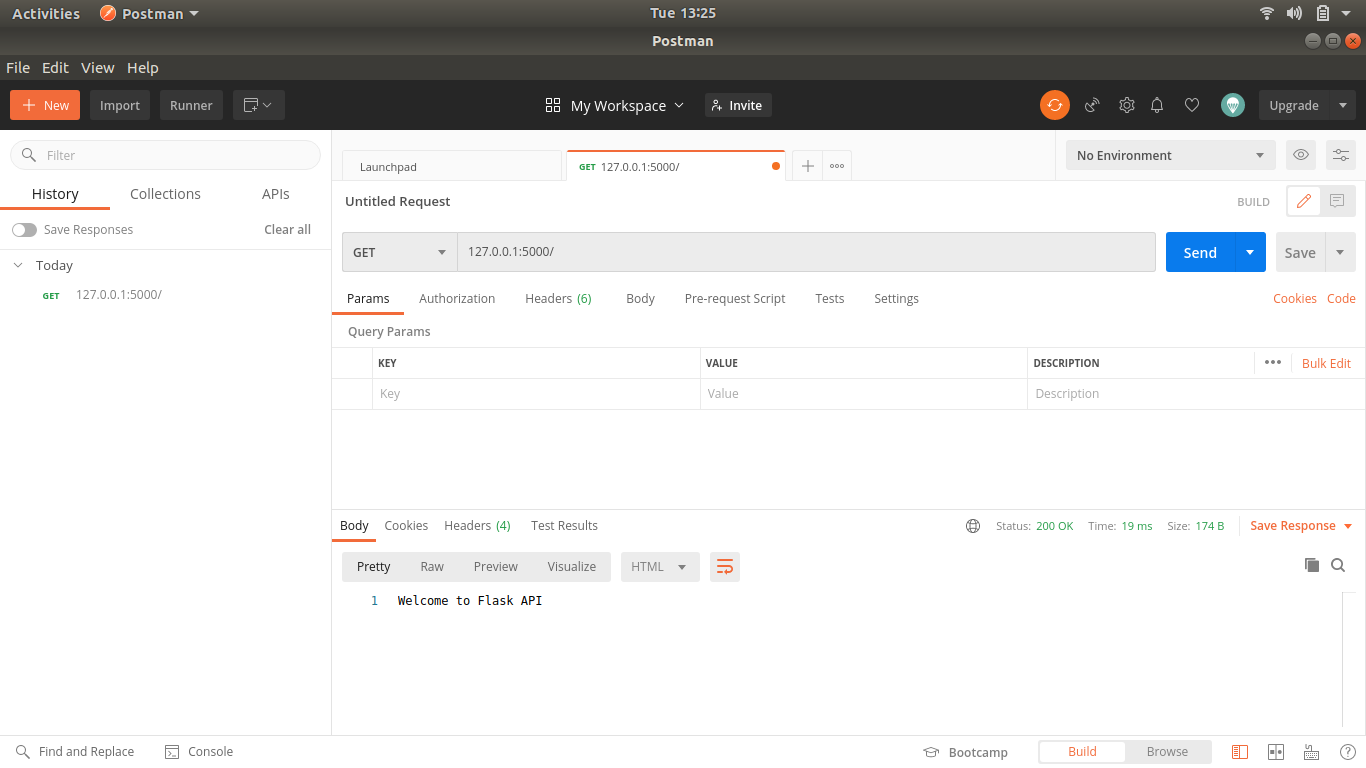 Activities Postman Tue 13:25
Postman
File Edit View Help
New Import Runner My Workspace Invite Upgrade
Filter
Launchpad GET 127.0.0.1:5000/ No Environment
History Collections APIs
Untitled Request BUILD
Save Responses Clear all
GET 127.0.0.1:5000/ Send Save
Today
GET 127.0.0.1:5000/
Params Authorization Headers (6) Body Pre-request Script Tests Settings Cookies Code
Query Params
KEY VALUE DESCRIPTION Bulk Edit
Key Value Description
Body Cookies Headers (4) Test Results Status: 200 OK Time: 19 ms Size: 174 B Save Response
Pretty Raw Preview Visualize HTML
1 Welcome to Flask API
Find and Replace Console Bootcamp Build Browse